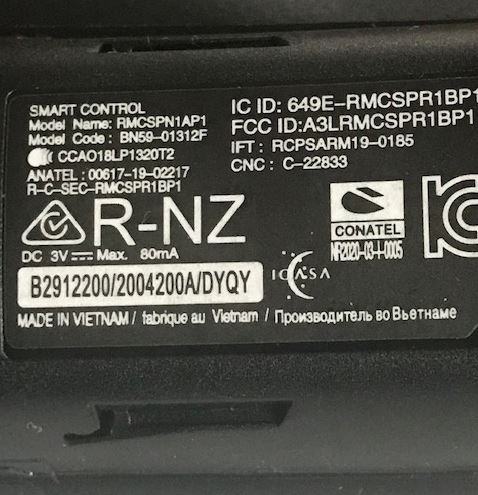 SMART CONTROL
Model Name: RMCSPN1AP1
Model Code : BN59-01312F
CCAO18LP1320T2
ANATEL : 00617-19-02217
R-C-SEC-RMCSPR1BP1
IC ID: 649E-RMCSPR1BP1
FCC ID:A3LRMCSPR1BP1
IFT : RCPSARM19-0185
CNC : C-22833
R-NZ
DC 3V Max. 80mA
CONATEL
NR2020-03-I-0005
B2912200/2004200A/DYQY
ICASA
MADE IN VIETNAM / fabrique au Vietnam / Производитель во Вьетнаме